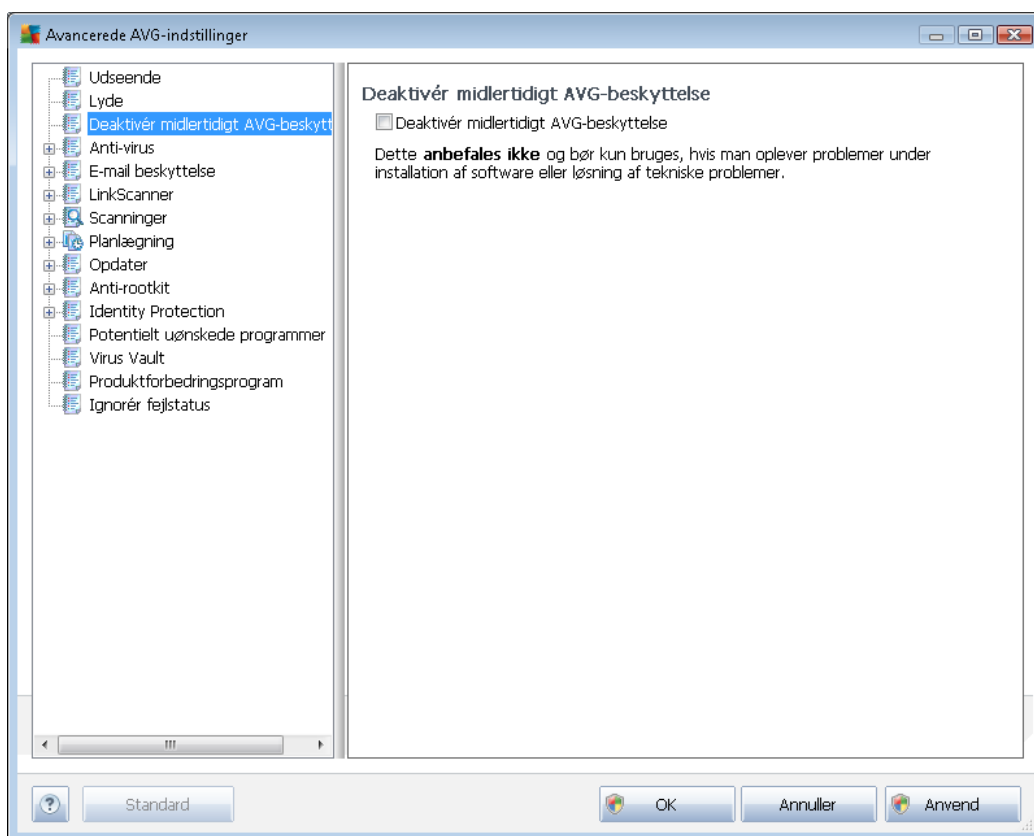 Avancerede AVG-indstillinger
Udseende
Lyde
Deaktivér midlertidigt AVG-beskytt
Anti-virus
E-mail beskyttelse
LinkScanner
Scanninger
Planlægning
Opdater
Anti-rootkit
Identity Protection
Potentielt uønskede programmer
Virus Vault
Produktforbedringsprogram
Ignorér fejlstatus
Deaktivér midlertidigt AVG-beskyttelse
Deaktivér midlertidigt AVG-beskyttelse
Dette anbefales ikke og bør kun bruges, hvis man oplever problemer under
installation af software eller løsning af tekniske problemer.
Standard
OK
Annuller
Anvend